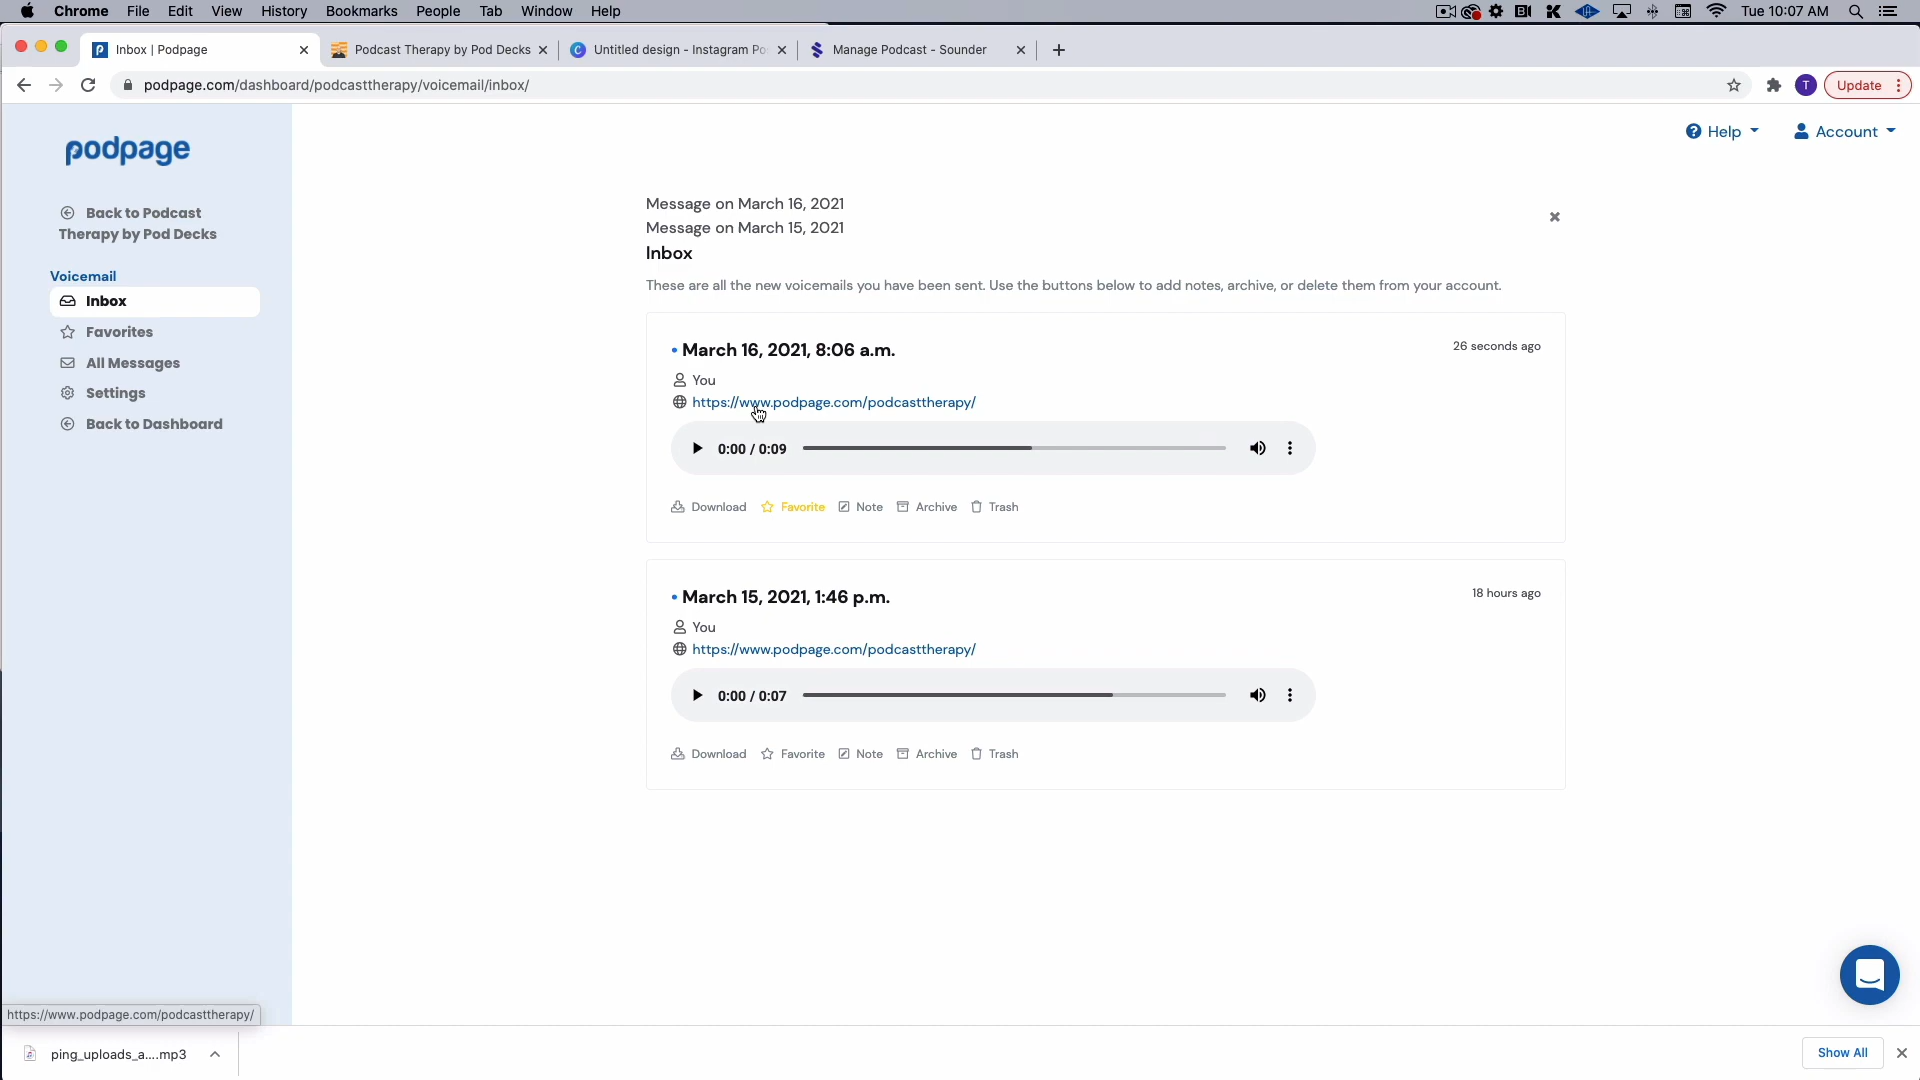 Chrome File Edit View History Bookmarks People Tab Window Help Tue 10:07 AM
Inbox | Podpage Podcast Therapy by Pod Decks Untitled design - Instagram Po Manage Podcast - Sounder
podpage.com/dashboard/podcasttherapy/voicemail/inbox/ T Update
podpage
Help Account
Back to Podcast
Therapy by Pod Decks
Voicemail
Inbox
Favorites
All Messages
Settings
Back to Dashboard
Message on March 16, 2021
Message on March 15, 2021
Inbox
These are all the new voicemails you have been sent. Use the buttons below to add notes, archive, or delete them from your account.
• March 16, 2021, 8:06 a.m. 26 seconds ago
You
https://www.podpage.com/podcasttherapy/
0:00 / 0:09
Download Favorite Note Archive Trash
• March 15, 2021, 1:46 p.m. 18 hours ago
You
https://www.podpage.com/podcasttherapy/
0:00 / 0:07
Download Favorite Note Archive Trash
https://www.podpage.com/podcasttherapy/
ping_uploads_a....mp3 Show All